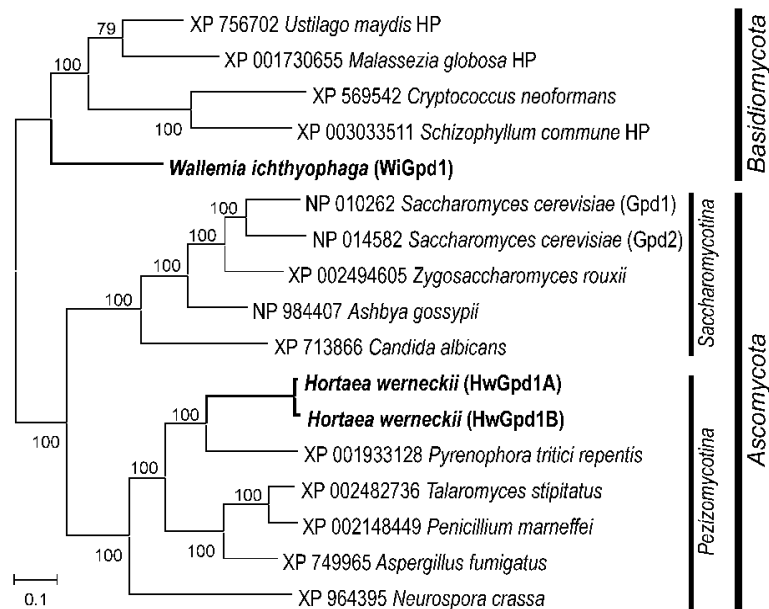 79
XP 756702 Ustilago maydis HP
100
XP 001730655 Malassezia globosa HP
XP 569542 Cryptococcus neoformans
100
XP 003033511 Schizophyllum commune HP
Wallemia ichthyophaga (WiGpd1)
Basidiomycota
100
NP 010262 Saccharomyces cerevisiae (Gpd1)
100
NP 014582 Saccharomyces cerevisiae (Gpd2)
100
XP 002494605 Zygosaccharomyces rouxii
100
NP 984407 Ashbya gossypii
XP 713866 Candida albicans
Saccharomycotina
Hortaea werneckii (HwGpd1A)
100
Hortaea werneckii (HwGpd1B)
100
XP 001933128 Pyrenophora tritici repentis
100
XP 002482736 Talaromyces stipitatus
100
XP 002148449 Penicillium marneffei
100
XP 749965 Aspergillus fumigatus
100
XP 964395 Neurospora crassa
Pezizomycotina
Ascomycota
0.1